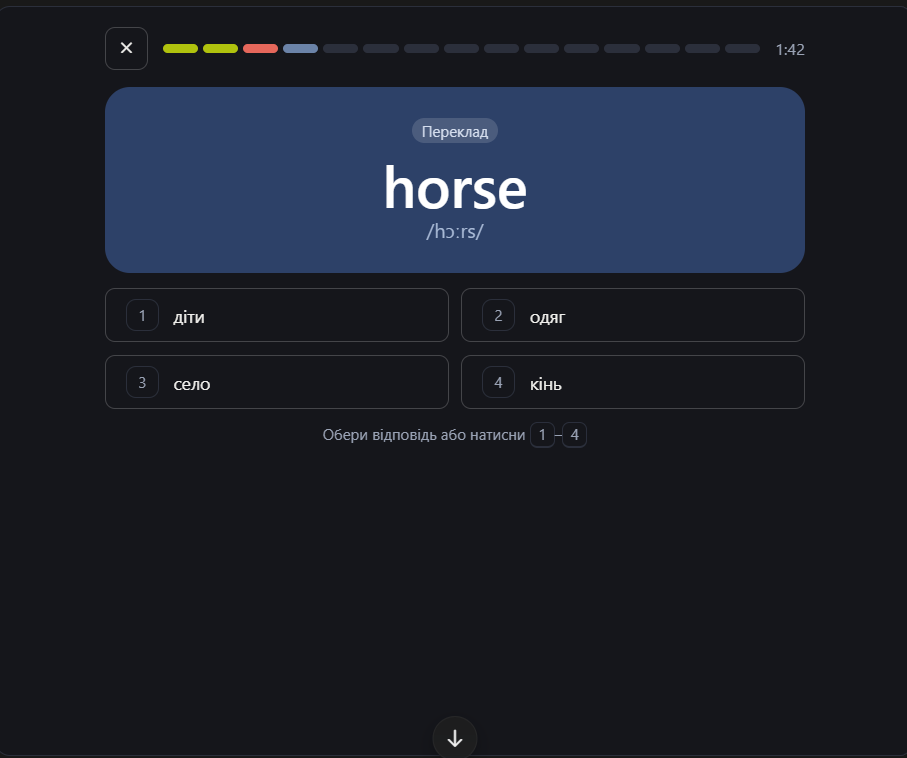 ✕ 1:42
Переклад
horse
/hɔːrs/
1 діти
2 одяг
3 село
4 кінь
Обери відповідь або натисни 1–4